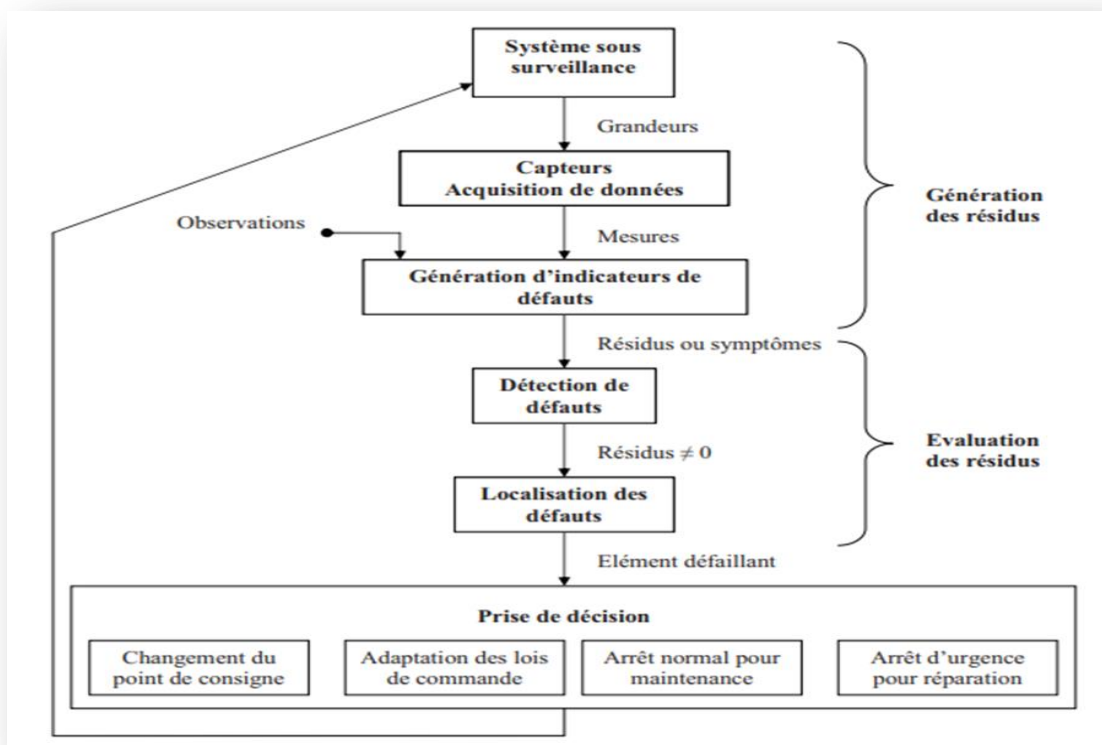 Système sous
surveillance
Grandeurs
Capteurs
Acquisition de données
Génération
des résidus
Observations
Mesures
Génération d'indicateurs de
défauts
Résidus ou symptômes
Détection de
défauts
Evaluation
des résidus
Résidus ≠ 0
Localisation des
défauts
Elément défaillant
Prise de décision
Changement du
point de consigne
Adaptation des lois
de commande
Arrêt normal pour
maintenance
Arrêt d'urgence
pour réparation